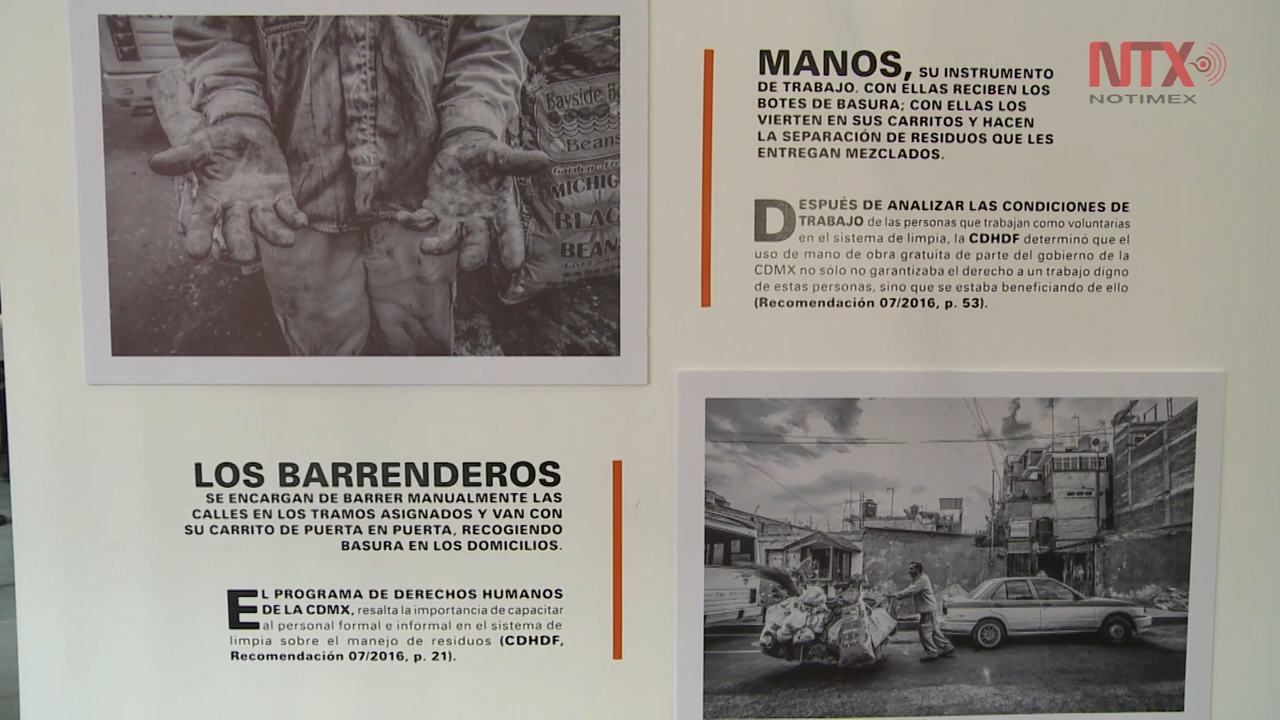 Bayside
Beans
MICHIG
BLAC
BEAN
MANOS, SU INSTRUMENTO
DE TRABAJO. CON ELLAS RECIBEN LOS
BOTES DE BASURA; CON ELLAS LOS
VIERTEN EN SUS CARRITOS Y HACEN
LA SEPARACIÓN DE RESIDUOS QUE LES
ENTREGAN MEZCLADOS.
DESPUÉS DE ANALIZAR LAS CONDICIONES DE
TRABAJO de las personas que trabajan como voluntarias
en el sistema de limpia, la CDHDF determinó que el
uso de mano de obra gratuita de parte del gobierno de la
CDMX no sólo no garantizaba el derecho a un trabajo digno
de estas personas, sino que se estaba beneficiando de ello
(Recomendación 07/2016, p. 53).
NTX
NOTIMEX
LOS BARRENDEROS
SE ENCARGAN DE BARRER MANUALMENTE LAS
CALLES EN LOS TRAMOS ASIGNADOS Y VAN CON
SU CARRITO DE PUERTA EN PUERTA, RECOGIENDO
BASURA EN LOS DOMICILIOS.
EL PROGRAMA DE DERECHOS HUMANOS
DE LA CDMX, resalta la importancia de capacitar
al personal formal e informal en el sistema de
limpia sobre el manejo de residuos (CDHDF,
Recomendación 07/2016, p. 21).